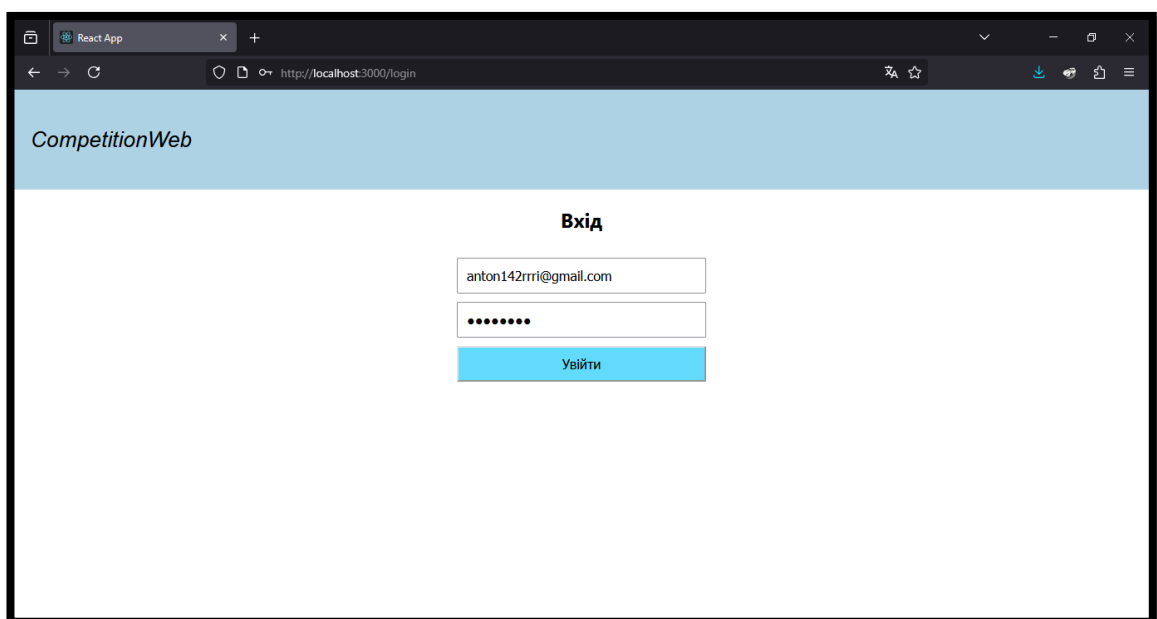 React App
http://localhost:3000/login
CompetitionWeb
Вхід
anton142rrri@gmail.com
••••••••
Увійти